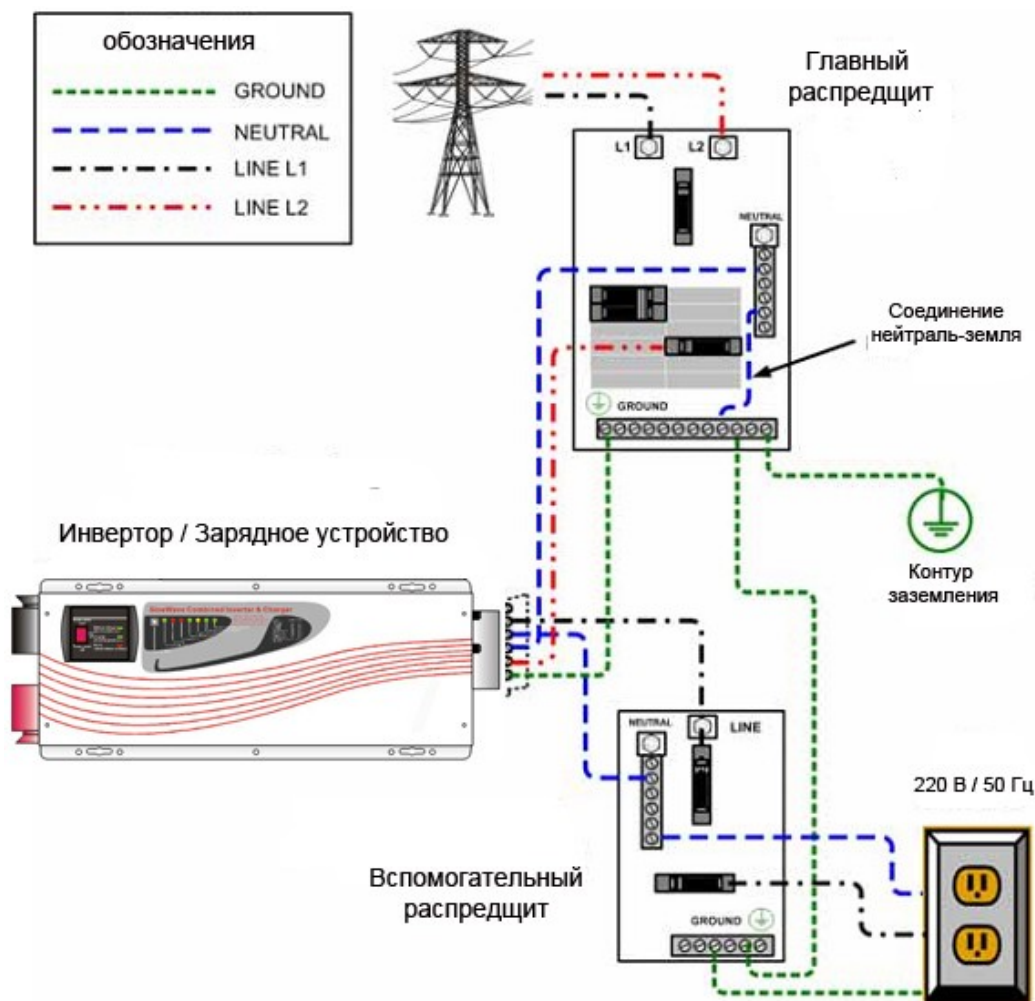 обозначения
GROUND
NEUTRAL
LINE L1
LINE L2
Главный
распредщит
L1
L2
NEUTRAL
Соединение
нейтраль-земля
GROUND
Инвертор / Зарядное устройство
Контур
заземления
NEUTRAL
LINE
220 В / 50 Гц
Вспомогательный
распредщит
GROUND